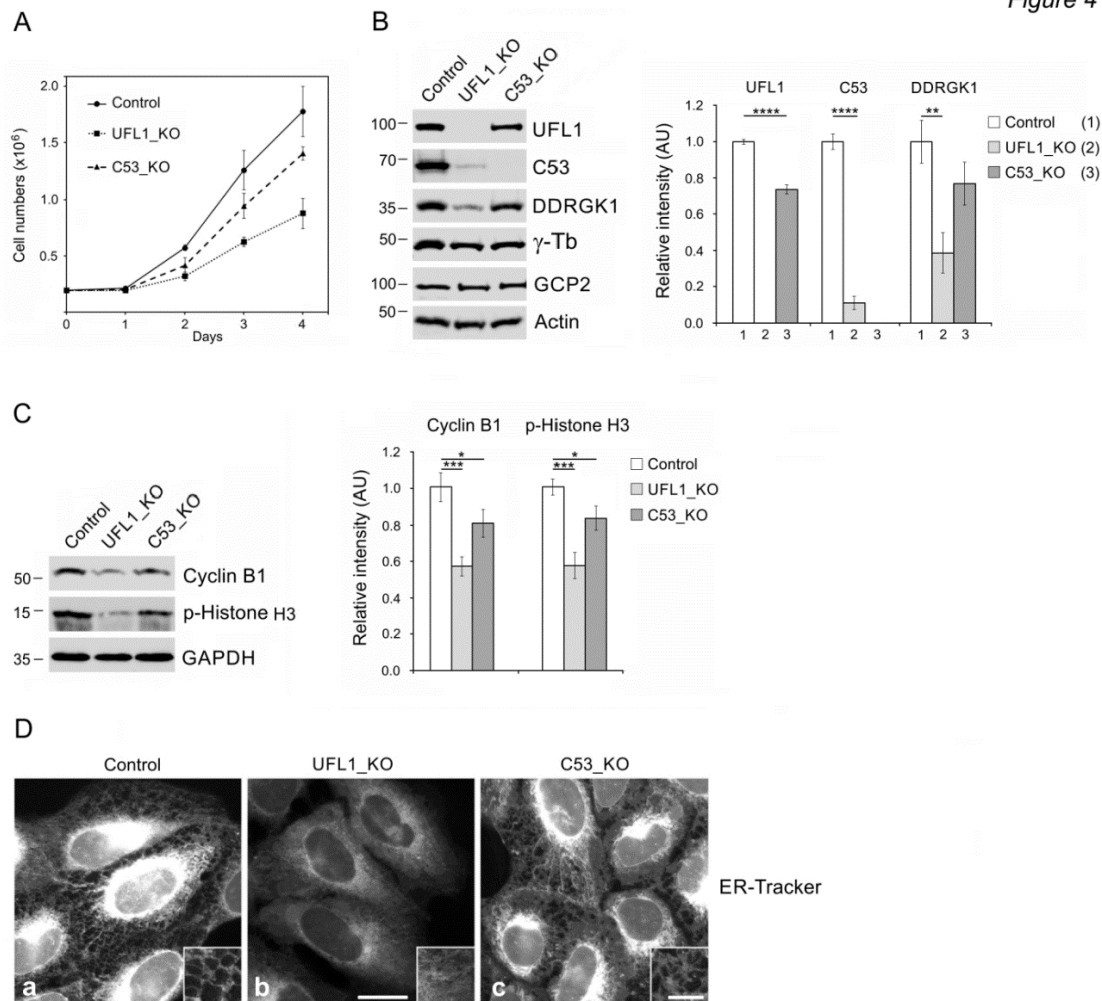 Figure 4
A
2.0
1.5
1.0
0.5
Cell numbers (x10⁶)
Control
UFL1_KO
C53_KO
0 1 2 3 4
Days
B
Control UFL1_KO C53_KO
100 UFL1
70 C53
35 DDRGK1
50 γ-Tb
100 GCP2
50 Actin
UFL1 C53 DDRGK1
**** **** **
Relative intensity (AU)
1.2
1.0
0.8
0.6
0.4
0.2
0.0
1 2 3 1 2 3 1 2 3
Control (1)
UFL1_KO (2)
C53_KO (3)
C
Control UFL1_KO C53_KO
50 Cyclin B1
15 p-Histone H3
35 GAPDH
Cyclin B1 p-Histone H3
* *
*** ***
Relative intensity (AU)
1.2
1.0
0.8
0.6
1.4
1.2
0.0
Control
UFL1_KO
C53_KO
D
Control UFL1_KO C53_KO
ER-Tracker
a b c